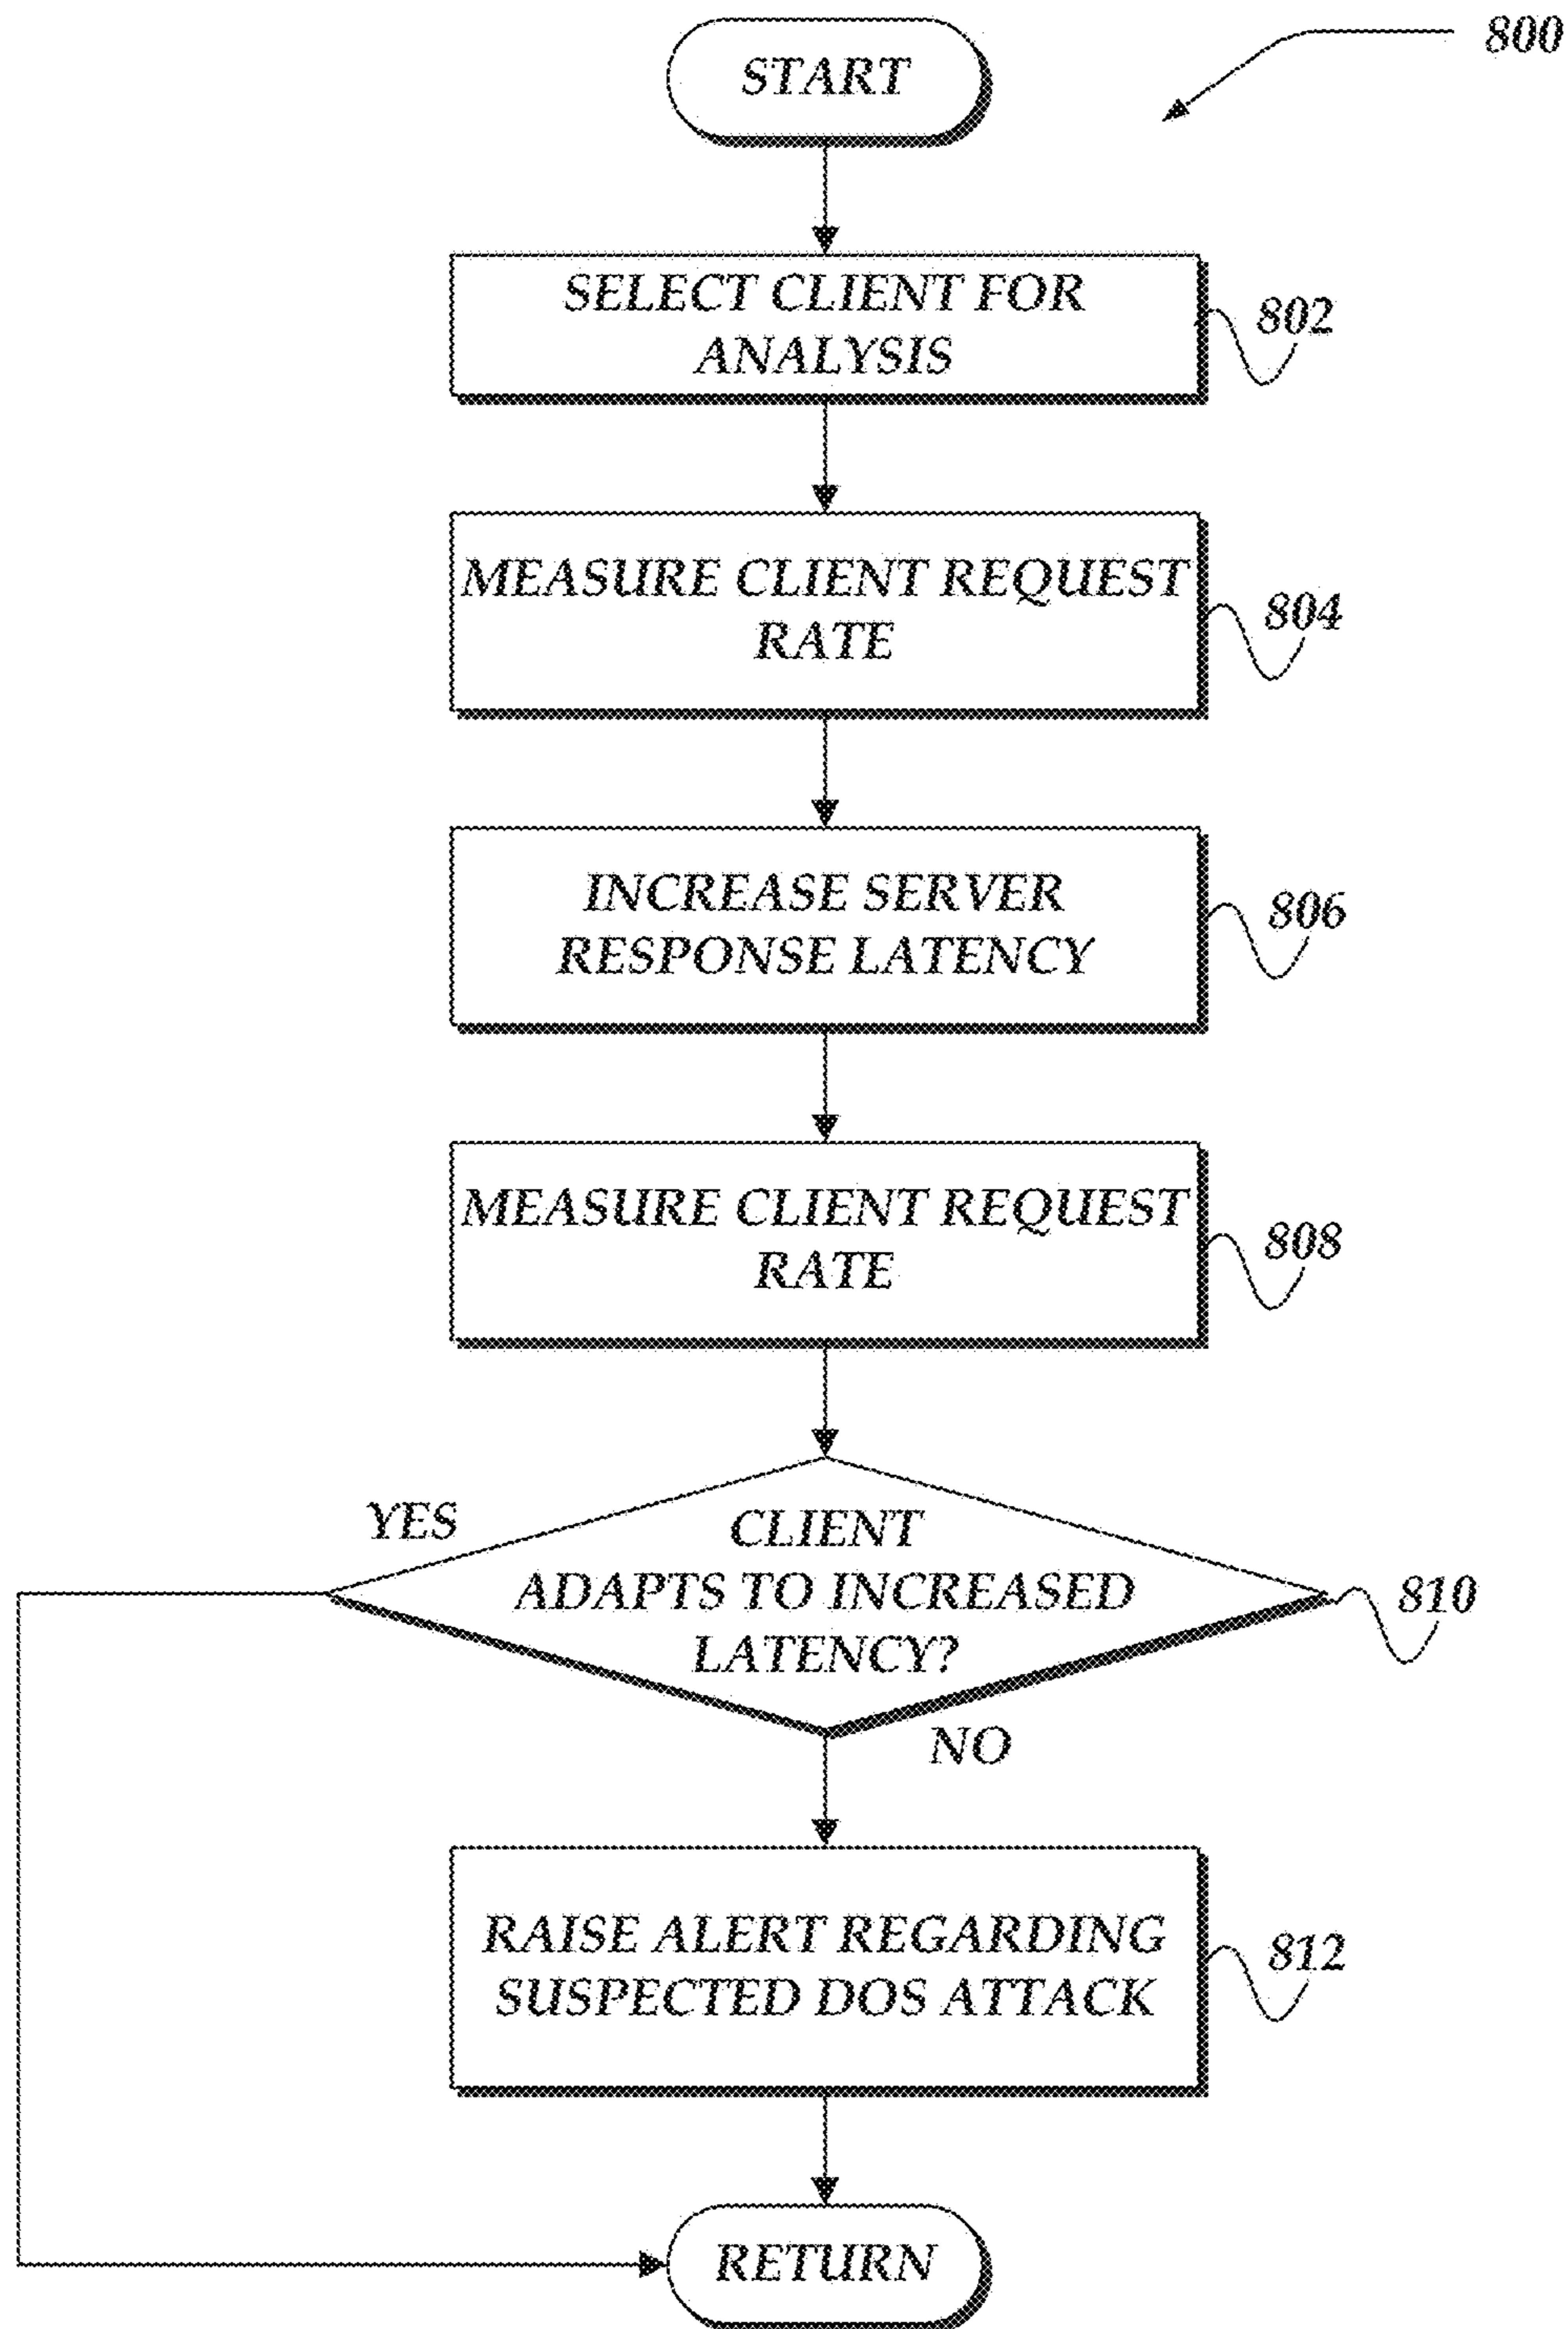 800
START
SELECT CLIENT FOR
ANALYSIS
802
MEASURE CLIENT REQUEST
RATE
804
INCREASE SERVER
RESPONSE LATENCY
806
MEASURE CLIENT REQUEST
RATE
808
YES
CLIENT
ADAPTS TO INCREASED
LATENCY?
810
NO
RAISE ALERT REGARDING
SUSPECTED DOS ATTACK
812
RETURN